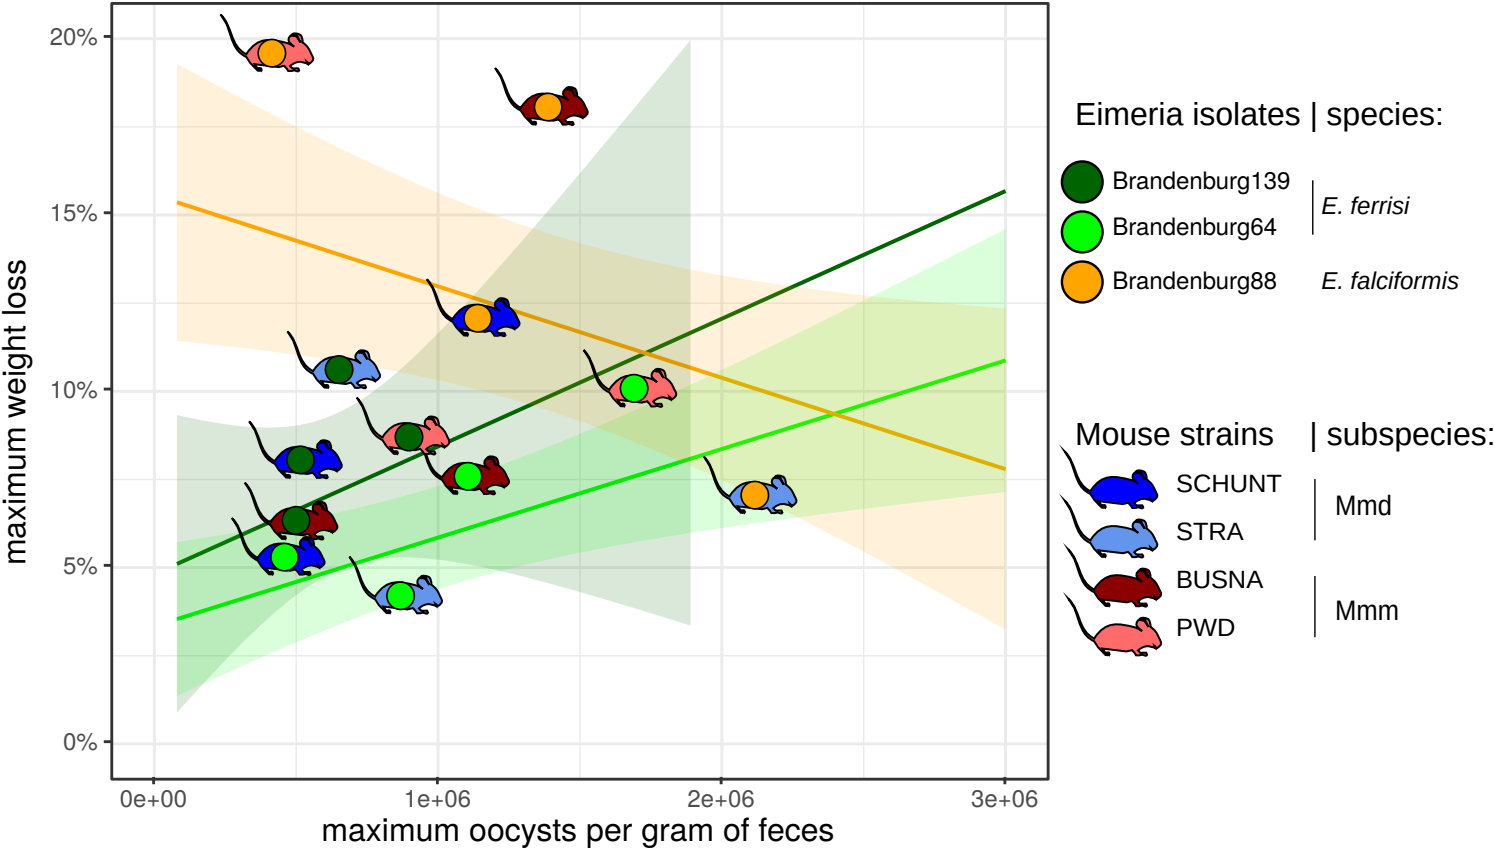 20%
15%
10%
5%
0%
maximum weight loss
0e+00 1e+06 2e+06 3e+06
maximum oocysts per gram of feces
Eimeria isolates | species:
Brandenburg139
E. ferrisi
Brandenburg64
Brandenburg88 E. falciformis
Mouse strains | subspecies:
SCHUNT
Mmd
STRA
BUSNA
Mmm
PWD